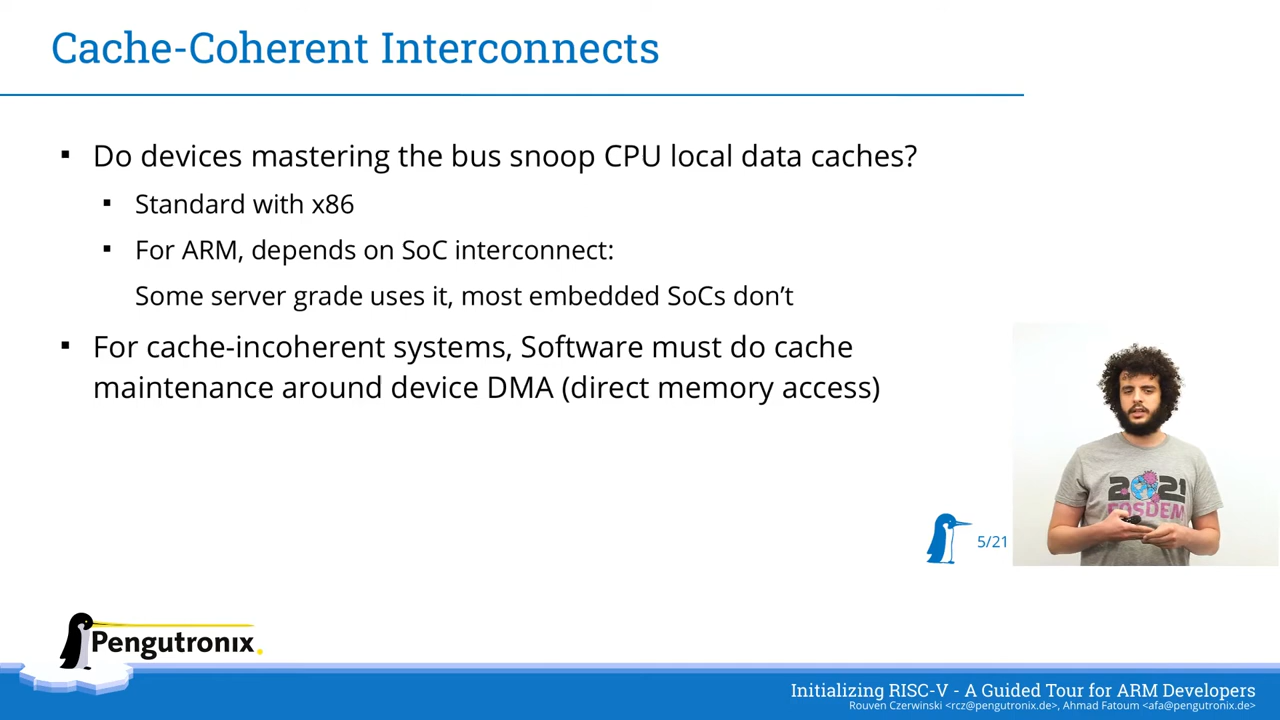 Cache-Coherent Interconnects
▪ Do devices mastering the bus snoop CPU local data caches?
▪ Standard with x86
▪ For ARM, depends on SoC interconnect:
Some server grade uses it, most embedded SoCs don’t
▪ For cache-incoherent systems, Software must do cache
maintenance around device DMA (direct memory access)
2021
FOSDEM
5/21
Pengutronix
Initializing RISC-V - A Guided Tour for ARM Developers
Rouven Czerwinski <rcz@pengutronix.de>, Ahmad Fatoum <afa@pengutronix.de>